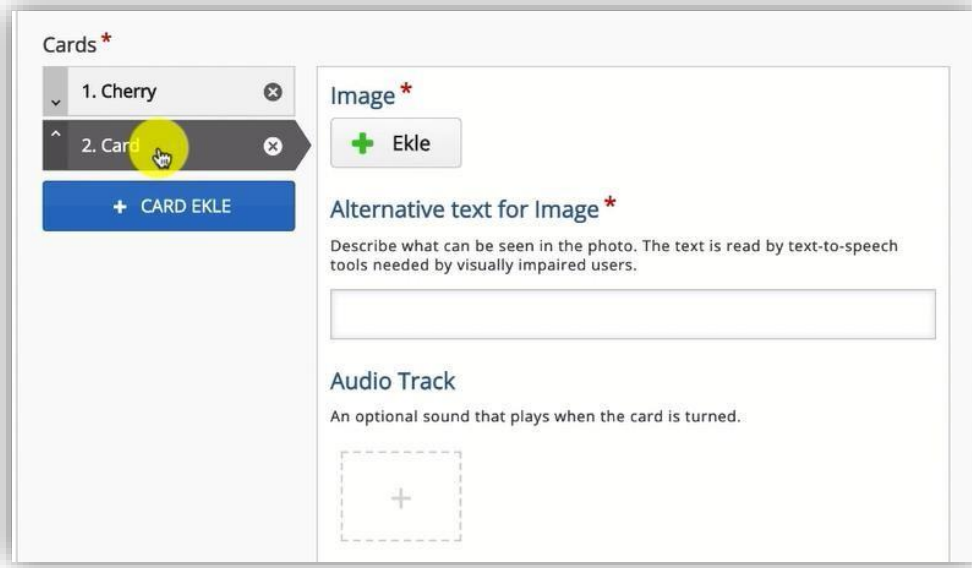 Cards *
1. Cherry
2. Card
+ CARD EKLE
Image *
Ekle
Alternative text for Image *
Describe what can be seen in the photo. The text is read by text-to-speech
tools needed by visually impaired users.
Audio Track
An optional sound that plays when the card is turned.
+